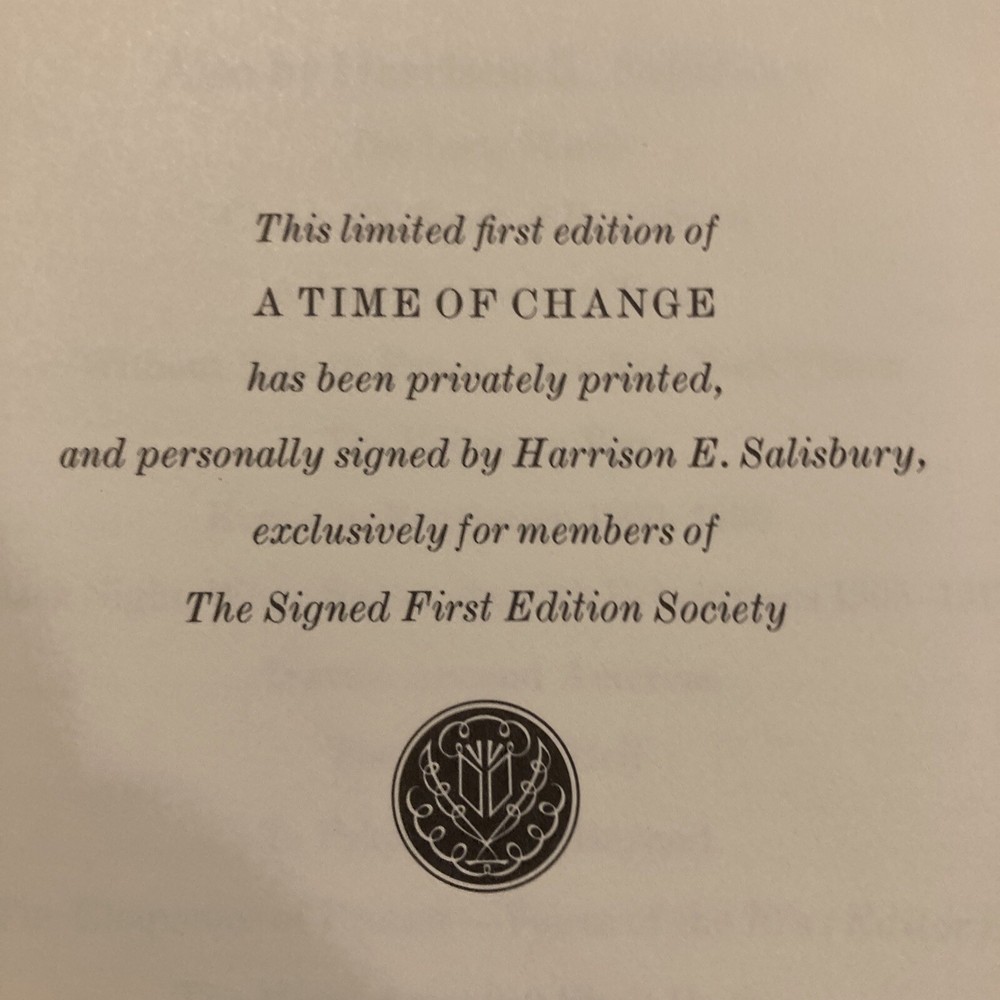 This limited first edition of
A TIME OF CHANGE
has been privately printed,
and personally signed by Harrison E. Salisbury,
exclusively for members of
The Signed First Edition Society